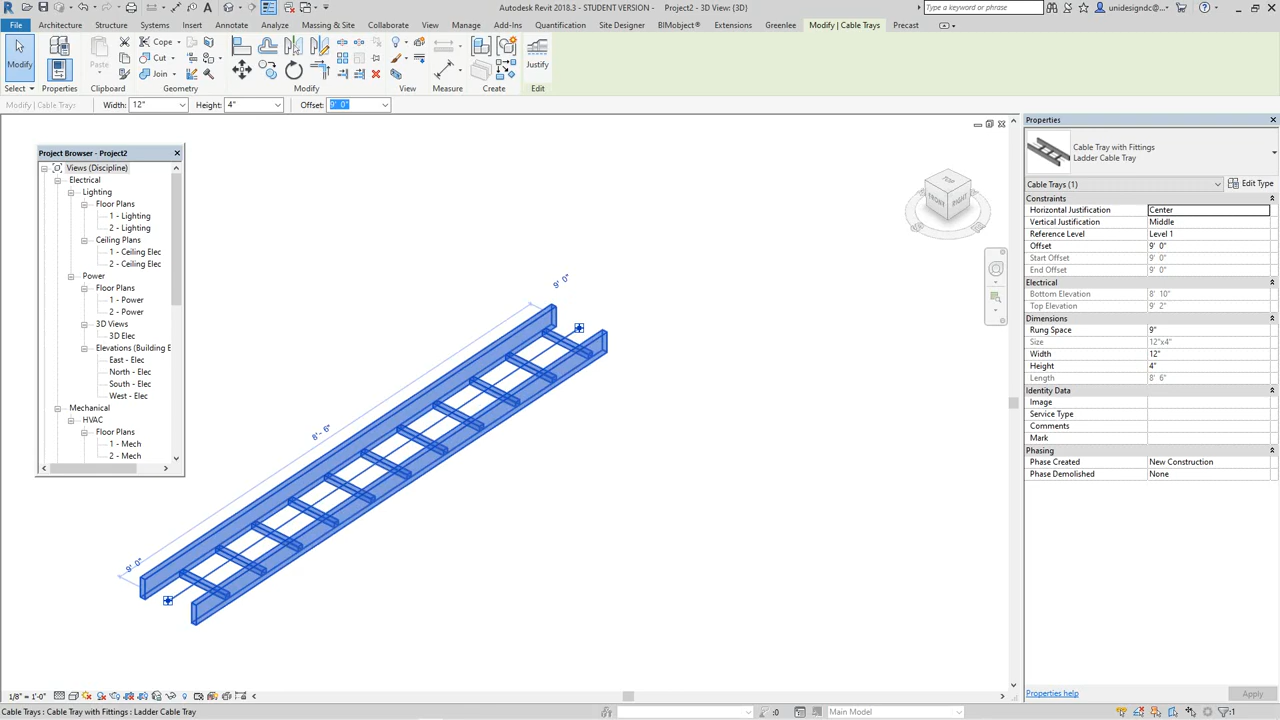 Autodesk Revit 2018.3 - STUDENT VERSION - Project2 - 3D View: {3D}
Type a keyword or phrase
unidesigndc...
File Architecture Structure Systems Insert Annotate Analyze Massing & Site Collaborate View Manage Add-Ins Quantification Site Designer BIMobject® Extensions Greenlee Modify | Cable Trays Precast
Modify Paste Cope Cut Join Justify
Select Properties Clipboard Geometry Modify View Measure Create Edit
Modify | Cable Trays Width: 12" Height: 4" Offset: 9' 0"
Project Browser - Project2
Views (Discipline)
Electrical
Lighting
Floor Plans
1 - Lighting
2 - Lighting
Ceiling Plans
1 - Ceiling Elec
2 - Ceiling Elec
Power
Floor Plans
1 - Power
2 - Power
3D Views
3D Elec
Elevations (Building E
East - Elec
North - Elec
South - Elec
West - Elec
Mechanical
HVAC
Floor Plans
1 - Mech
2 - Mech
TOP
FRONT RIGHT
9' 0"
8' - 6"
9' 0"
Properties
Cable Tray with Fittings
Ladder Cable Tray
Cable Trays (1) Edit Type
Constraints
Horizontal Justification Center
Vertical Justification Middle
Reference Level Level 1
Offset 9' 0"
Start Offset 9' 0"
End Offset 9' 0"
Electrical
Bottom Elevation 8' 10"
Top Elevation 9' 2"
Dimensions
Rung Space 9"
Size 12"x4"
Width 12"
Height 4"
Length 8' 6"
Identity Data
Image
Service Type
Comments
Mark
Phasing
Phase Created New Construction
Phase Demolished None
Properties help Apply
1/8" = 1'-0"
Cable Trays : Cable Tray with Fittings : Ladder Cable Tray :0 Main Model :1